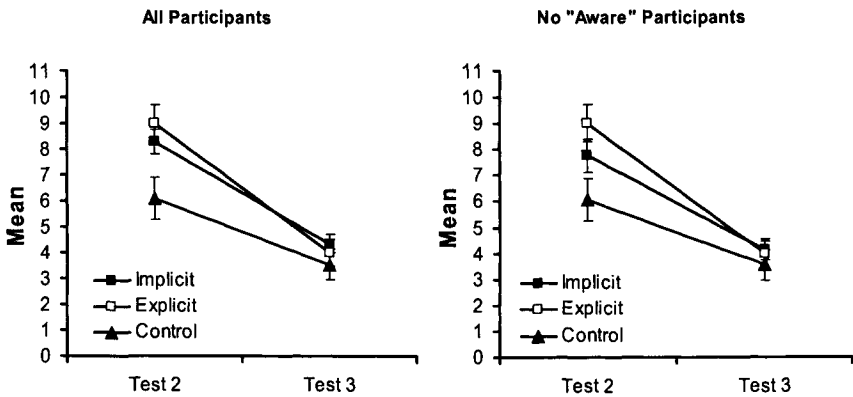 All Participants
11
10
9
8
7
6
5
4
3
2
1
0
Mean
Implicit
Explicit
Control
Test 2
Test 3
No "Aware" Participants
11
10
9
8
7
6
5
4
3
2
1
0
Mean
Implicit
Explicit
Control
Test 2
Test 3